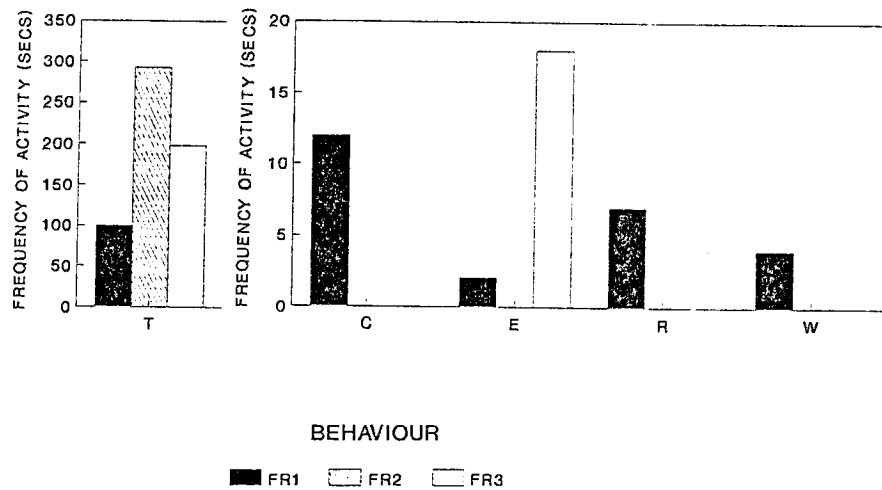 FREQUENCY OF ACTIVITY (SECS)
350
300
250
200
150
100
50
0
T
FREQUENCY OF ACTIVITY (SECS)
20
15
10
5
0
C E R W
BEHAVIOUR
FR1 FR2 FR3